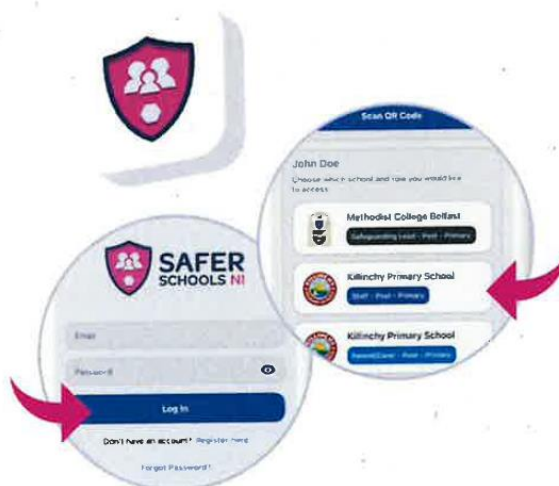 Scan QR Code
John Doe
Choose which school and role you would like
to access
Methodist College Belfast
Safeguarding Lead - Post - Primary
Killinchy Primary School
Staff - Post - Primary
Killinchy Primary School
Parent/Carer - Post - Primary
SAFER
SCHOOLS NI
Email
Password
Log In
Don't have an account? Register here
Forgot Password?